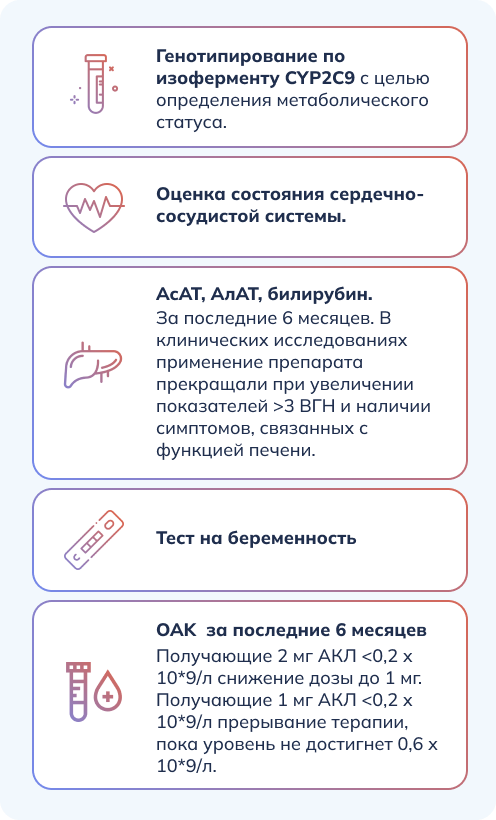 Генотипирование по
изоферменту CYP2C9 с целью
определения метаболического
статуса.
Оценка состояния сердечно-
сосудистой системы.
АсАТ, АлАТ, билирубин.
За последние 6 месяцев. В
клинических исследованиях
применение препарата
прекращали при увеличении
показателей >3 ВГН и наличии
симптомов, связанных с
функцией печени.
Тест на беременность
C
ОАК за последние 6 месяцев
Получающие 2 мг АКЛ <0,2 х
10*9/л снижение дозы до 1 мг.
Получающие 1 мг АКЛ <0,2 х
10*9/л прерывание терапии,
пока уровень не достигнет 0,6 х
10*9/л.